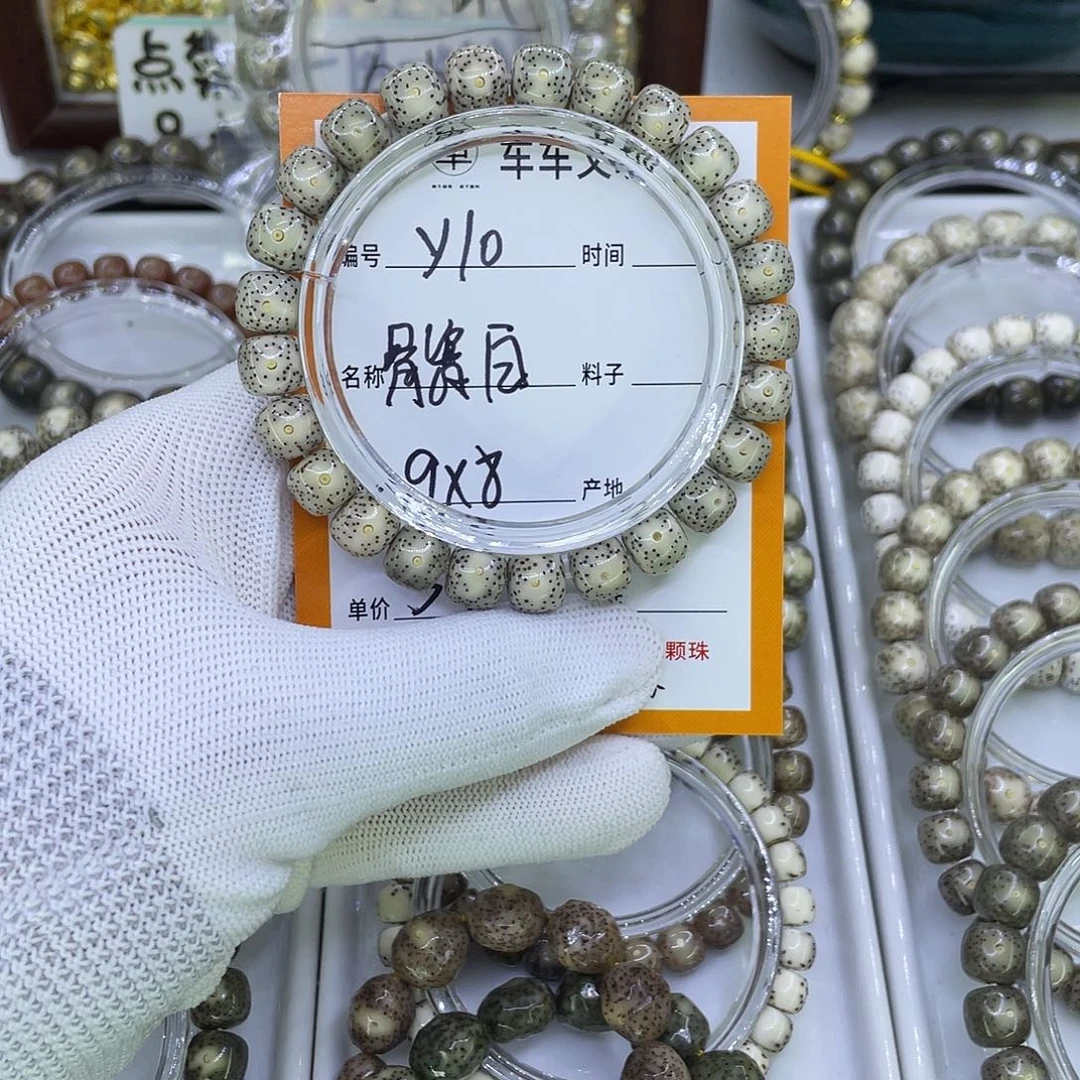 点
车车文
编号 Y10 时间
名称 骨瓷白 料子
9X8 产地
单价
颗珠